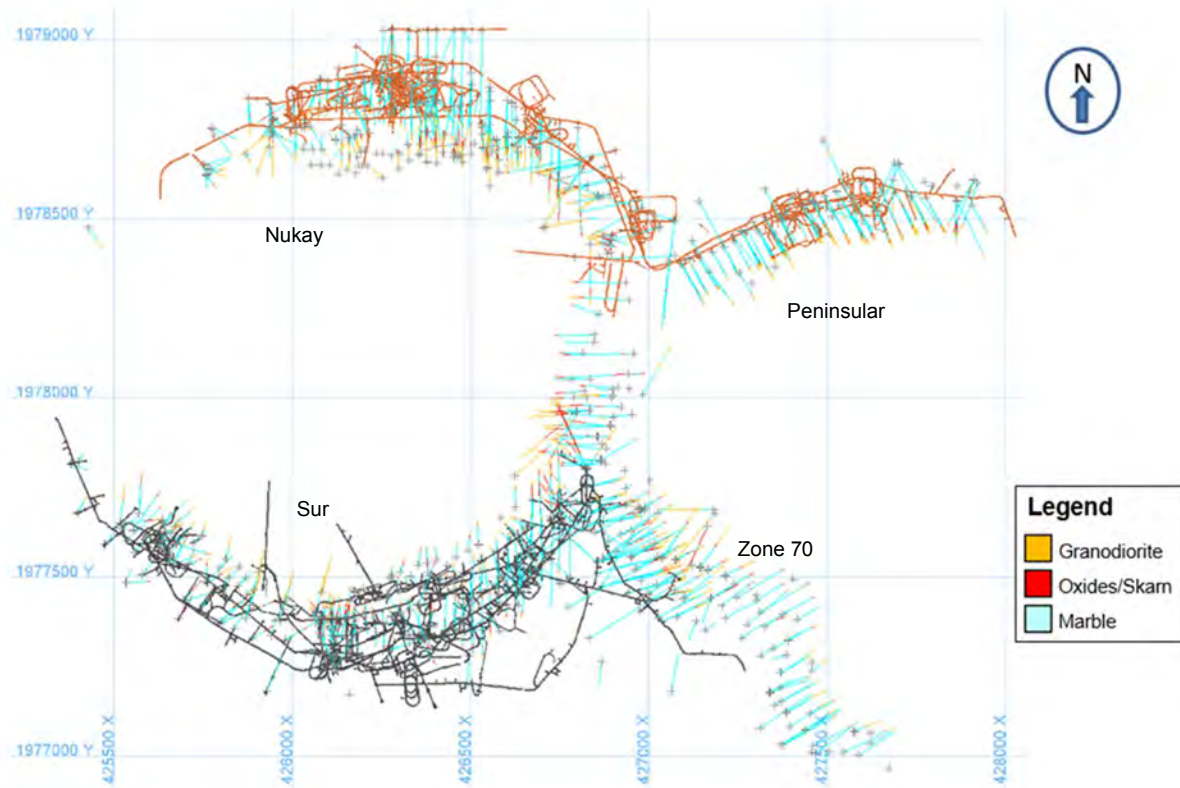 1979000 Y
N
1978500 Y
Nukay
Peninsular
1978000 Y
Legend
Granodiorite
Oxides/Skarn
Marble
Sur
Zone 70
1977500 Y
1977000 Y
425500 X
426000 X
426500 X
427000 X
427500 X
428000 X